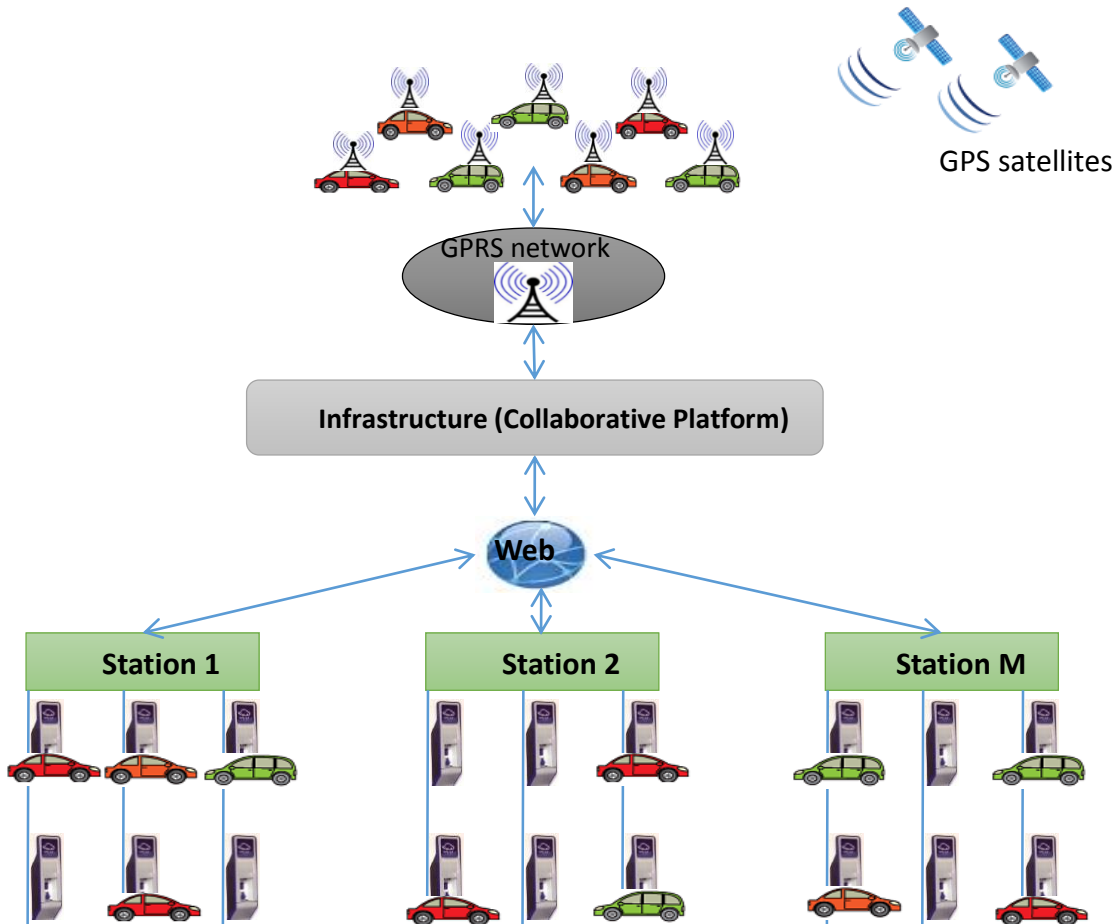 GPS satellites
GPRS network
Infrastructure (Collaborative Platform)
Web
Station 1
Station 2
Station M